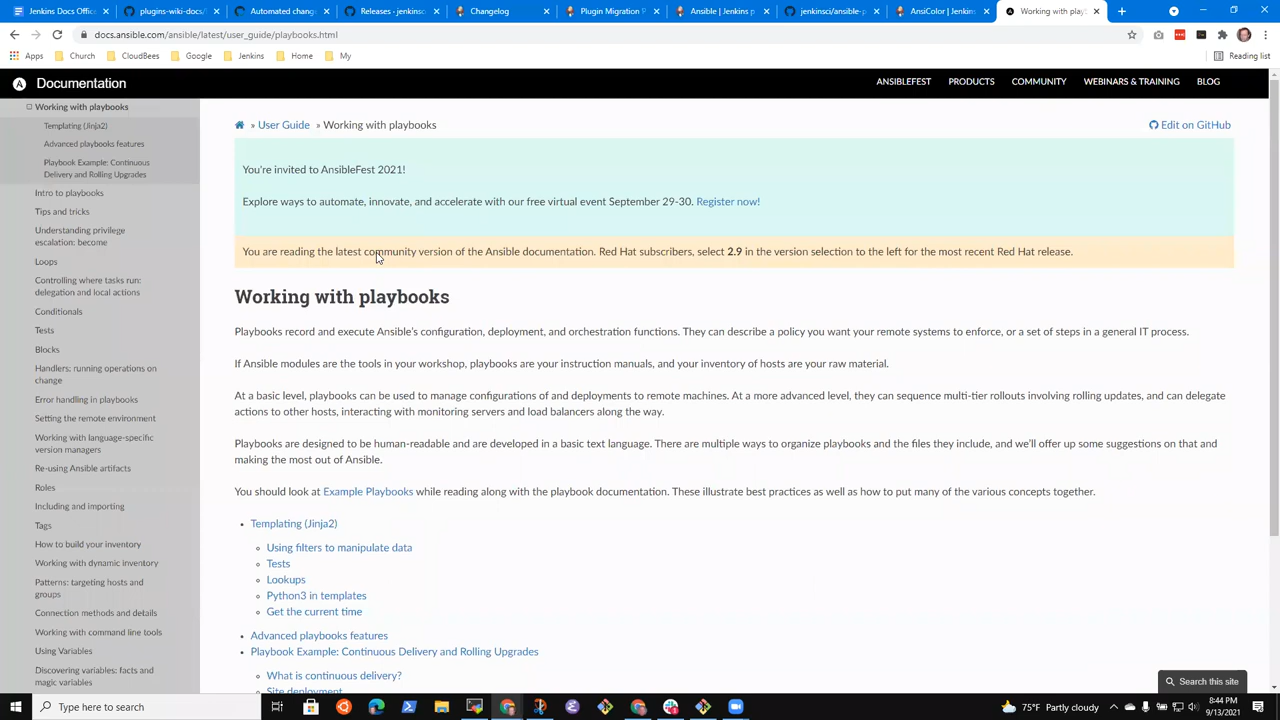 Jenkins Docs Office
plugins-wiki-docs/
Automated chang
Releases · jenkinsc
Changelog
Plugin Migration P
Ansible | Jenkins p
jenkinsci/ansible-p
AnsiColor | Jenkins
Working with play
docs.ansible.com/ansible/latest/user_guide/playbooks.html
Apps
Church
CloudBees
Google
Jenkins
Home
My
Reading list
Documentation
ANSIBLEFEST
PRODUCTS
COMMUNITY
WEBINARS & TRAINING
BLOG
Working with playbooks
Templating (Jinja2)
Advanced playbooks features
Playbook Example: Continuous
Delivery and Rolling Upgrades
Intro to playbooks
Tips and tricks
Understanding privilege
escalation: become
Loops
Controlling where tasks run:
delegation and local actions
Conditionals
Tests
Blocks
Handlers: running operations on
change
Error handling in playbooks
Setting the remote environment
Working with language-specific
version managers
Re-using Ansible artifacts
Roles
Including and importing
Tags
How to build your inventory
Working with dynamic inventory
Patterns: targeting hosts and
groups
Connection methods and details
Working with command line tools
Using Variables
Discovering variables: facts and
magic variables
» User Guide » Working with playbooks
Edit on GitHub
You're invited to AnsibleFest 2021!
Explore ways to automate, innovate, and accelerate with our free virtual event September 29-30. Register now!
You are reading the latest community version of the Ansible documentation. Red Hat subscribers, select 2.9 in the version selection to the left for the most recent Red Hat release.
Working with playbooks
Playbooks record and execute Ansible's configuration, deployment, and orchestration functions. They can describe a policy you want your remote systems to enforce, or a set of steps in a general IT process.
If Ansible modules are the tools in your workshop, playbooks are your instruction manuals, and your inventory of hosts are your raw material.
At a basic level, playbooks can be used to manage configurations of and deployments to remote machines. At a more advanced level, they can sequence multi-tier rollouts involving rolling updates, and can delegate
actions to other hosts, interacting with monitoring servers and load balancers along the way.
Playbooks are designed to be human-readable and are developed in a basic text language. There are multiple ways to organize playbooks and the files they include, and we'll offer up some suggestions on that and
making the most out of Ansible.
You should look at Example Playbooks while reading along with the playbook documentation. These illustrate best practices as well as how to put many of the various concepts together.
Templating (Jinja2)
Using filters to manipulate data
Tests
Lookups
Python3 in templates
Get the current time
Advanced playbooks features
Playbook Example: Continuous Delivery and Rolling Upgrades
What is continuous delivery?
Site deployment
Search this site
Type here to search
75°F Partly cloudy
8:44 PM
9/13/2021